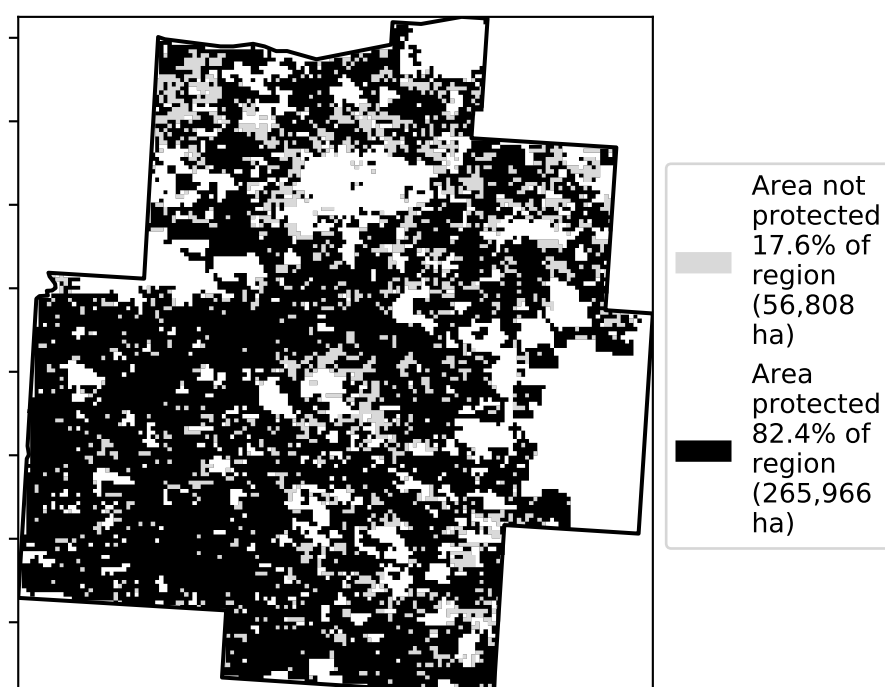 Area not
protected
17.6% of
region
(56,808
ha)
Area
protected
82.4% of
region
(265,966
ha)